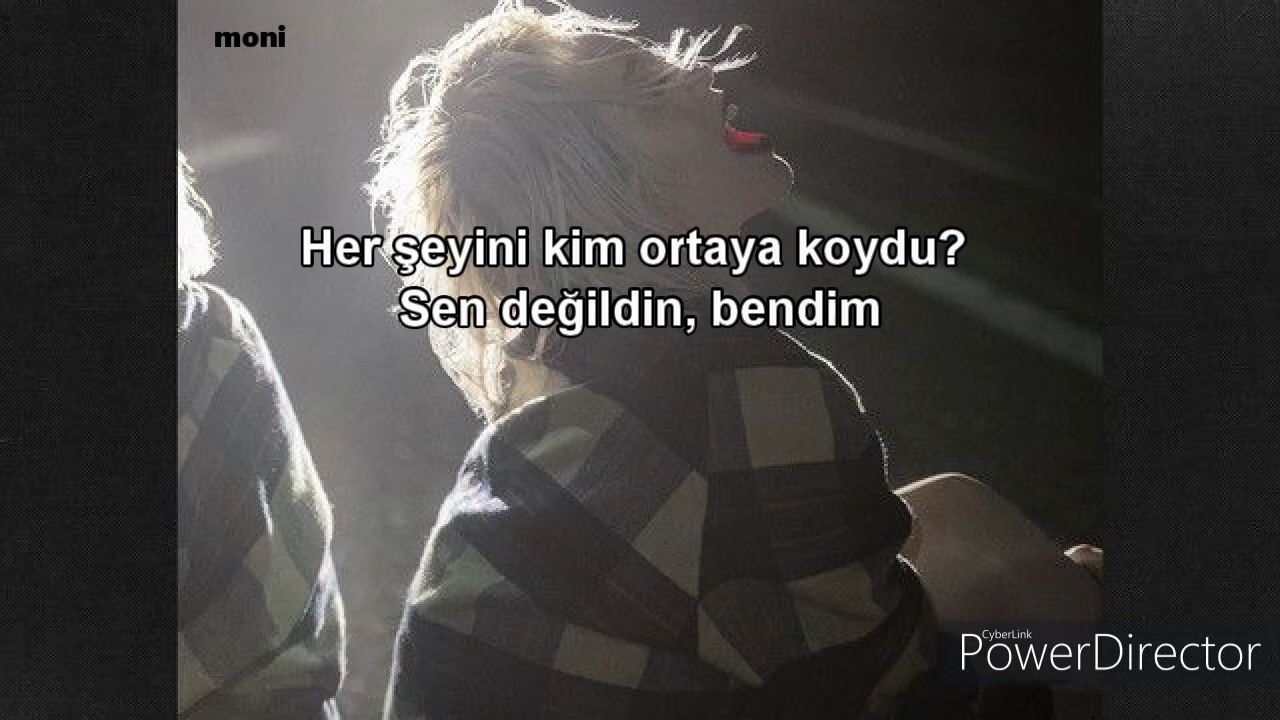 moni
Her şeyini kim ortaya koydu?
Sen değildin, bendim
CyberLink
PowerDirector